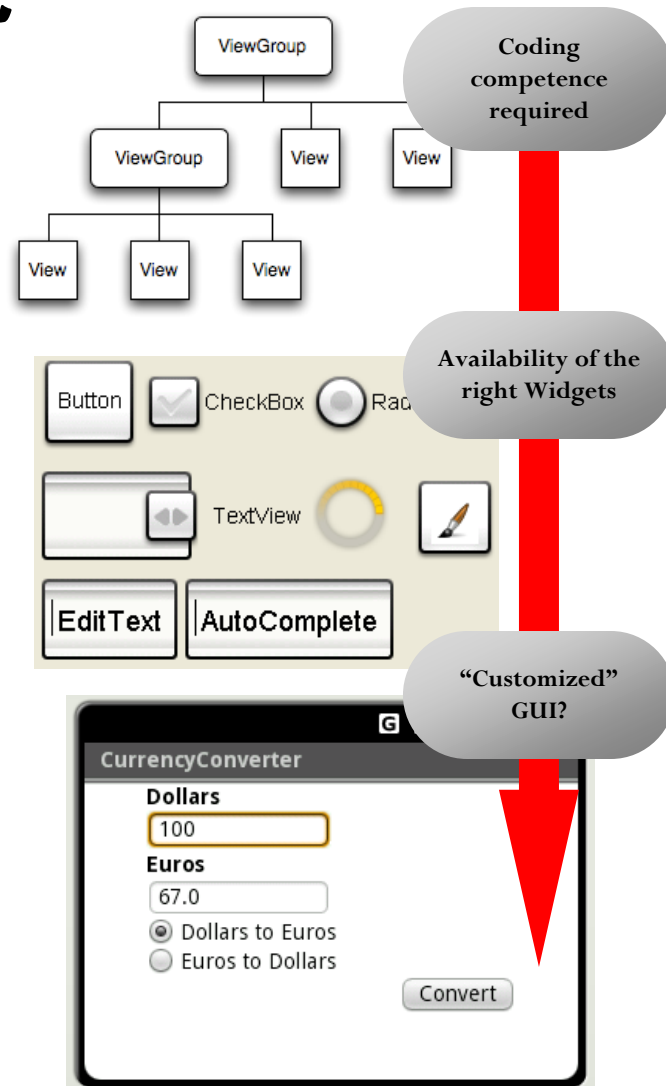 ViewGroup
Coding
competence
required
ViewGroup
View
View
View
View
View
Availability of the
right Widgets
Button
CheckBox
TextView
EditText
AutoComplete
“Customized”
GUI?
G
CurrencyConverter
Dollars
100
Euros
67.0
Dollars to Euros
Euros to Dollars
Convert